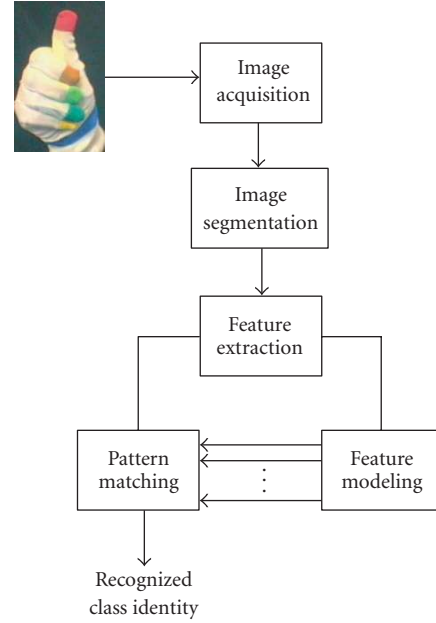 Image
acquisition
Image
segmentation
Feature
extraction
Pattern
matching
Feature
modeling
Recognized
class identity